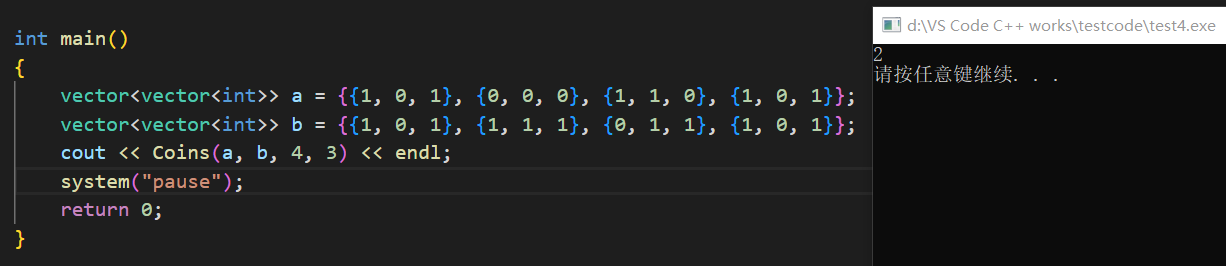 int main()
{
    vector<vector<int>> a = {{1, 0, 1}, {0, 0, 0}, {1, 1, 0}, {1, 0, 1}};
    vector<vector<int>> b = {{1, 0, 1}, {1, 1, 1}, {0, 1, 1}, {1, 0, 1}};
    cout << Coins(a, b, 4, 3) << endl;
    system("pause");
    return 0;
}
d:\VS Code C++ works\testcode\test4.exe
2
请按任意键继续. . .